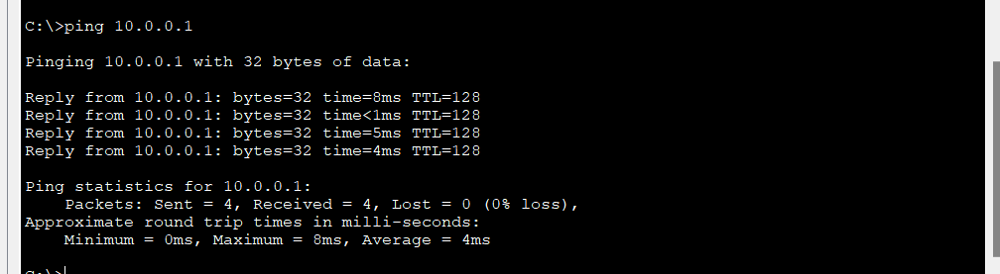 C:\>ping 10.0.0.1
Pinging 10.0.0.1 with 32 bytes of data:
Reply from 10.0.0.1: bytes=32 time=8ms TTL=128
Reply from 10.0.0.1: bytes=32 time<1ms TTL=128
Reply from 10.0.0.1: bytes=32 time=5ms TTL=128
Reply from 10.0.0.1: bytes=32 time=4ms TTL=128
Ping statistics for 10.0.0.1:
Packets: Sent = 4, Received = 4, Lost = 0 (0% loss),
Approximate round trip times in milli-seconds:
Minimum = 0ms, Maximum = 8ms, Average = 4ms
C:\>